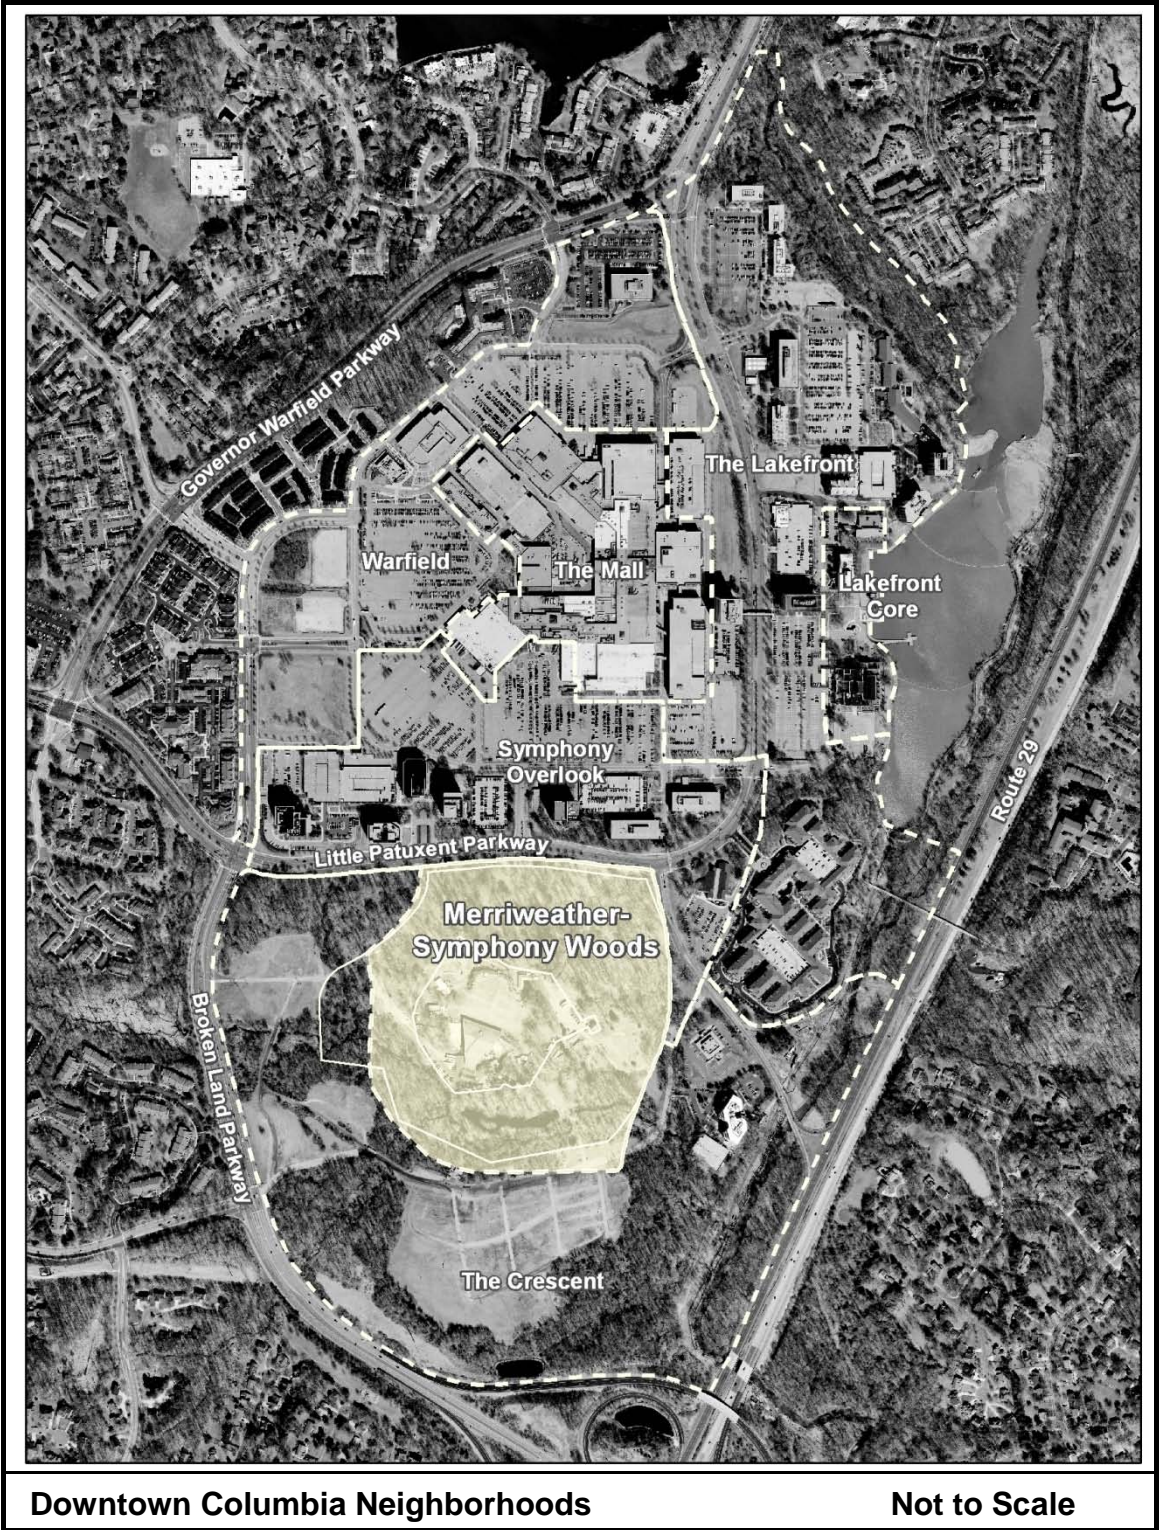 Governor Warfield Parkway
The Lakefront
Warfield
The Mall
Lakefront
Core
Symphony
Overlook
Route 29
Little Patuxent Parkway
Merriweather-
Symphony Woods
Broken Land Parkway
The Crescent
Downtown Columbia Neighborhoods
Not to Scale